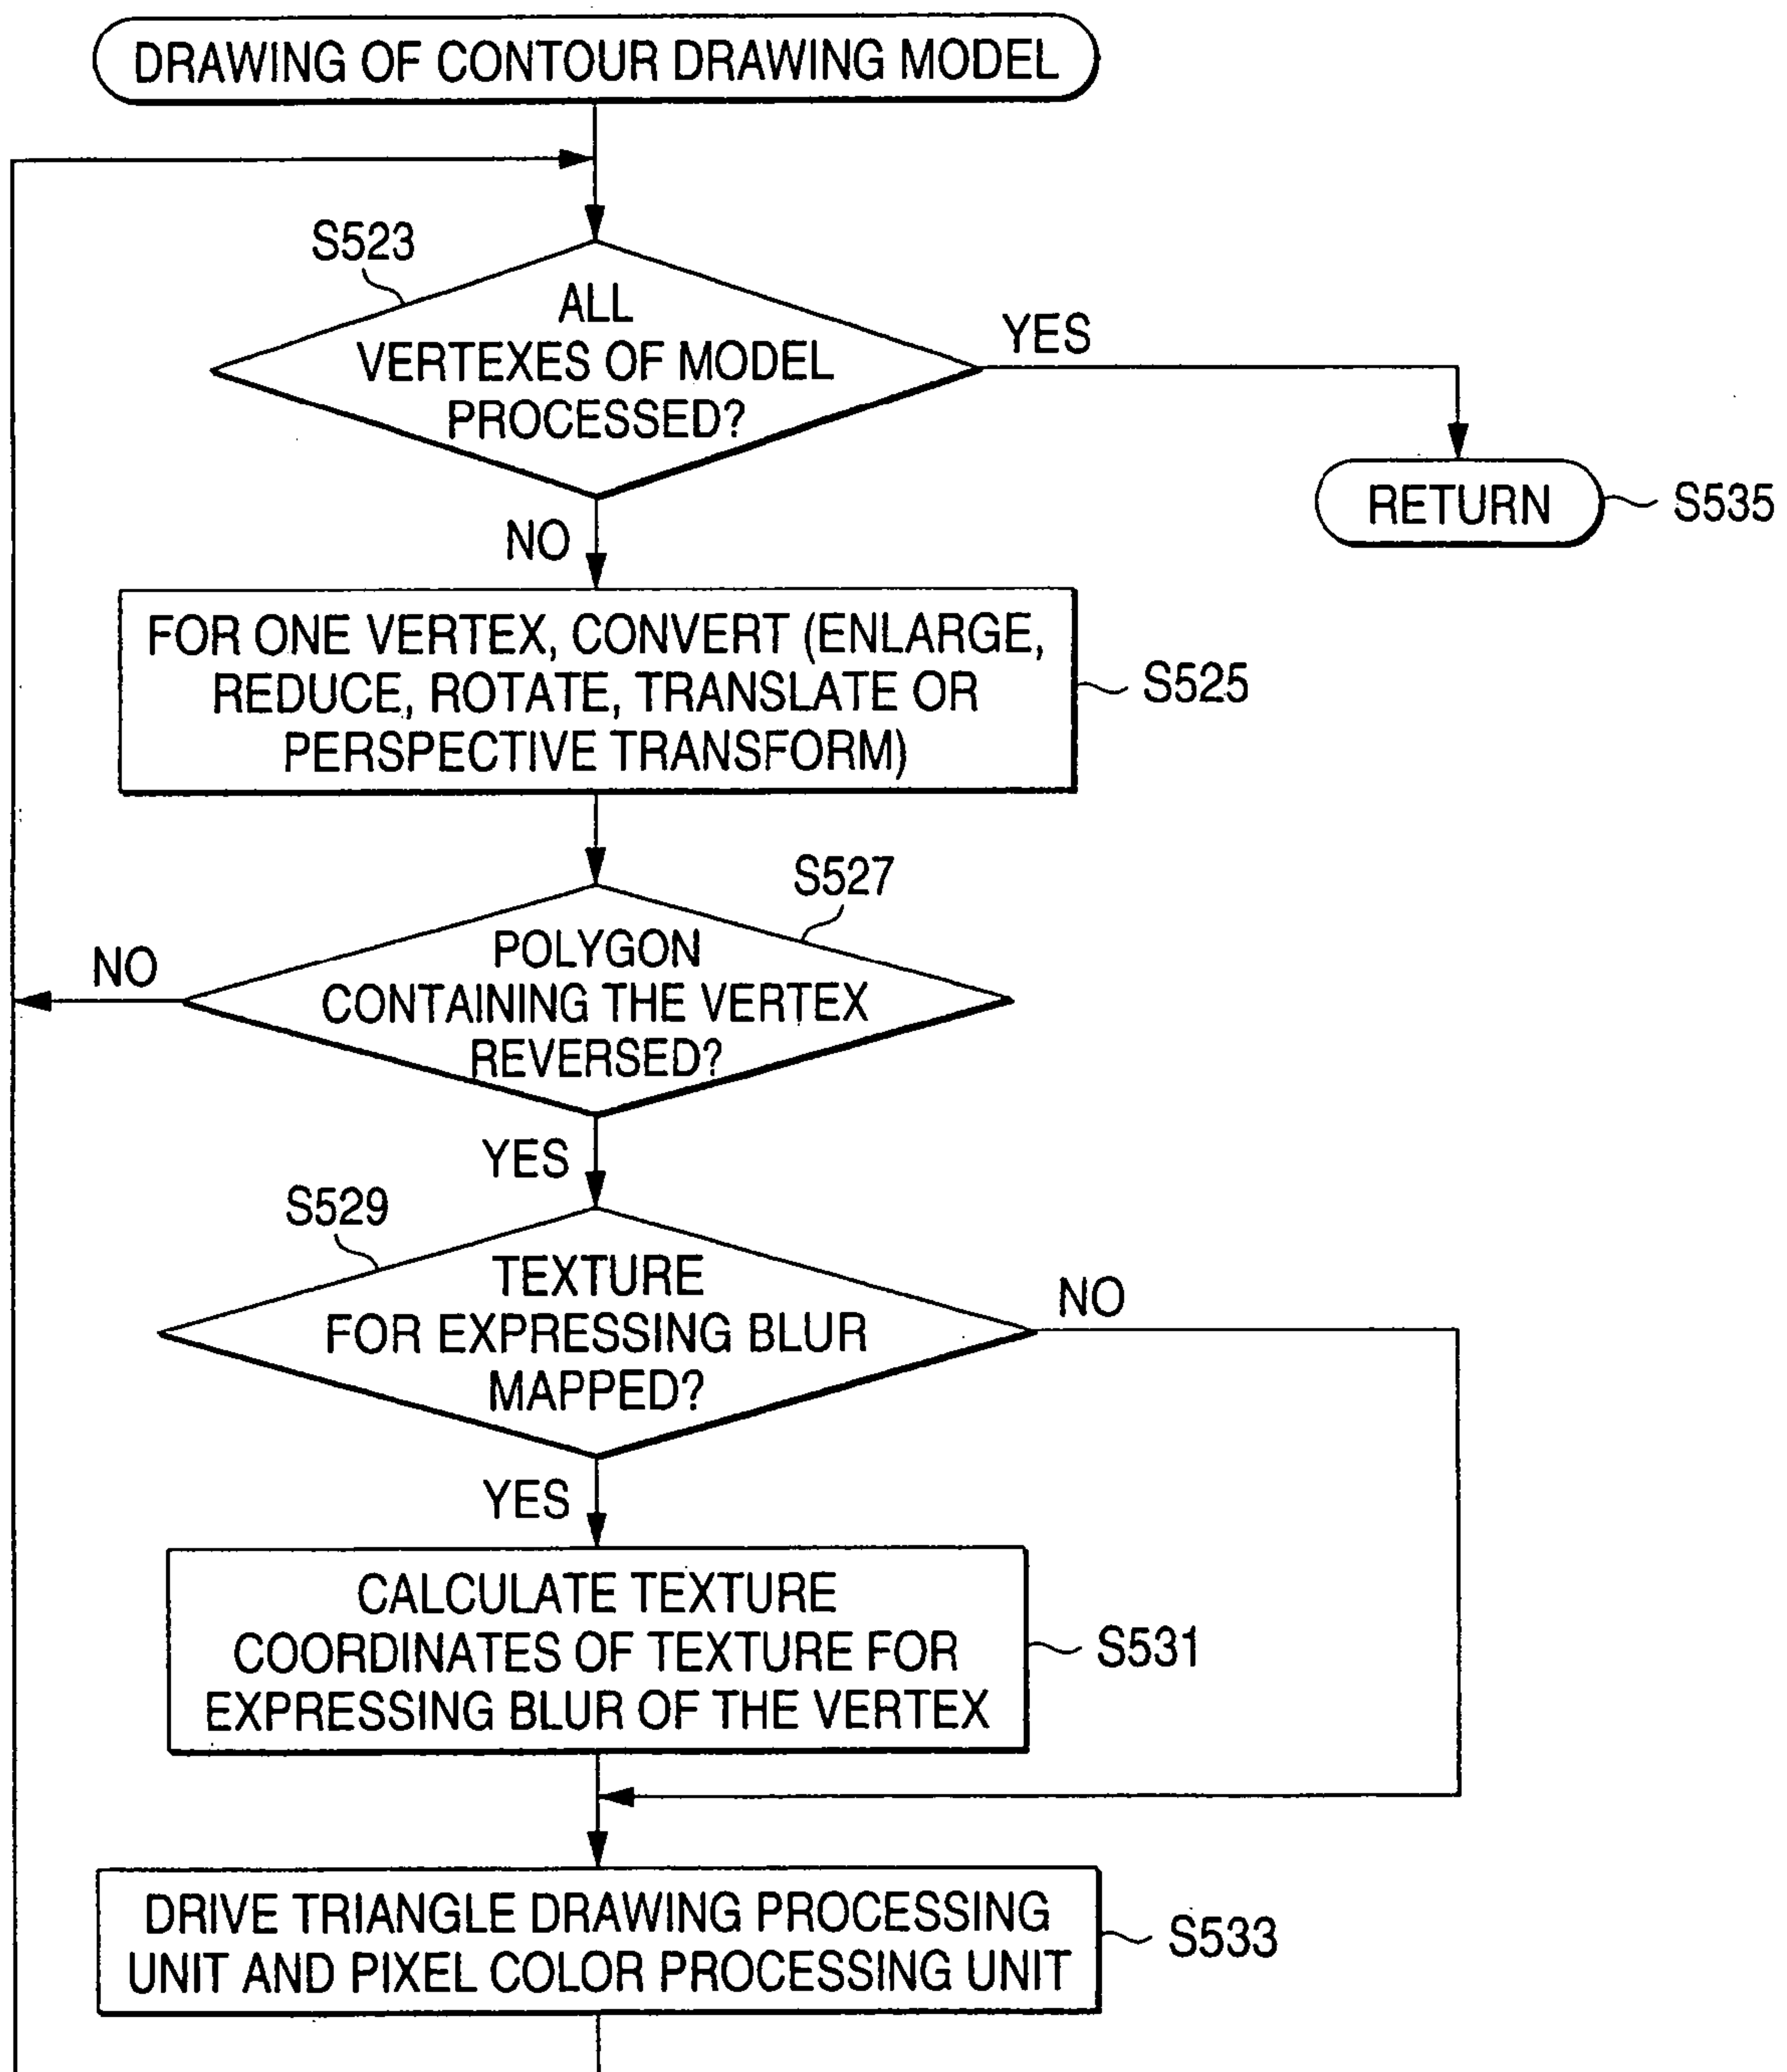 DRAWING OF CONTOUR DRAWING MODEL
S523
ALL
VERTEXES OF MODEL
PROCESSED?
YES
RETURN
S535
NO
FOR ONE VERTEX, CONVERT (ENLARGE,
REDUCE, ROTATE, TRANSLATE OR
PERSPECTIVE TRANSFORM)
S525
S527
POLYGON
CONTAINING THE VERTEX
REVERSED?
NO
YES
S529
TEXTURE
FOR EXPRESSING BLUR
MAPPED?
NO
YES
CALCULATE TEXTURE
COORDINATES OF TEXTURE FOR
EXPRESSING BLUR OF THE VERTEX
S531
DRIVE TRIANGLE DRAWING PROCESSING
UNIT AND PIXEL COLOR PROCESSING UNIT
S533